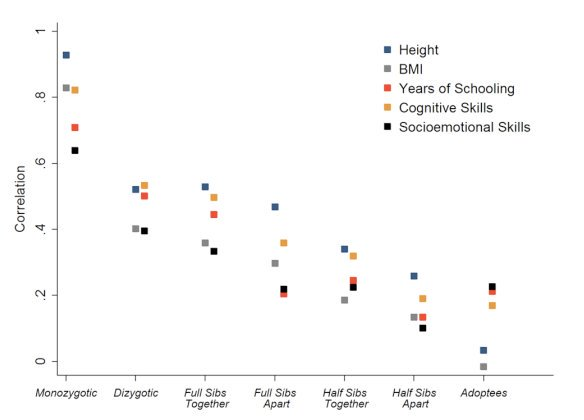 1
.8
.6
.4
.2
0
Correlation
Height
BMI
Years of Schooling
Cognitive Skills
Socioemotional Skills
Monozygotic
Dizygotic
Full Sibs
Together
Full Sibs
Apart
Half Sibs
Together
Half Sibs
Apart
Adoptees